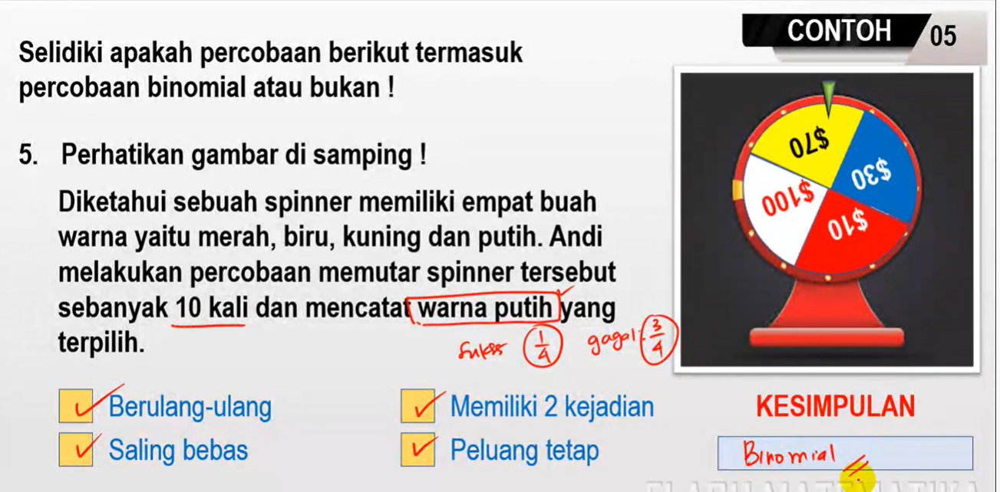 CONTOH 05
Selidiki apakah percobaan berikut termasuk
percobaan binomial atau bukan !
5. Perhatikan gambar di samping !
Diketahui sebuah spinner memiliki empat buah
warna yaitu merah, biru, kuning dan putih. Andi
melakukan percobaan memutar spinner tersebut
sebanyak 10 kali dan mencatat warna putih yang
terpilih.
sukses 1/4 gagal : 3/4
$70
$30
$100
$10
Berulang-ulang
Memiliki 2 kejadian
Saling bebas
Peluang tetap
KESIMPULAN
Binomial